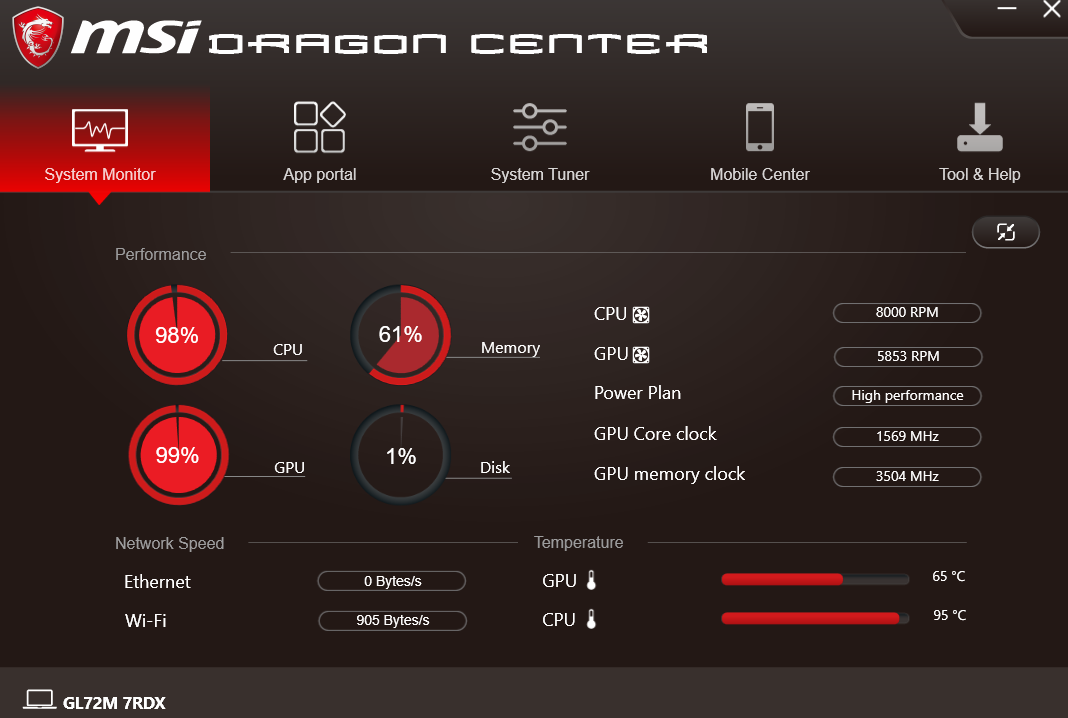 msi DRAGON CENTER
System Monitor
App portal
System Tuner
Mobile Center
Tool & Help
Performance
98%
CPU
61%
Memory
99%
GPU
1%
Disk
CPU 8000 RPM
GPU 5853 RPM
Power Plan High performance
GPU Core clock 1569 MHz
GPU memory clock 3504 MHz
Network Speed
Ethernet 0 Bytes/s
Wi-Fi 905 Bytes/s
Temperature
GPU 65 °C
CPU 95 °C
GL72M 7RDX